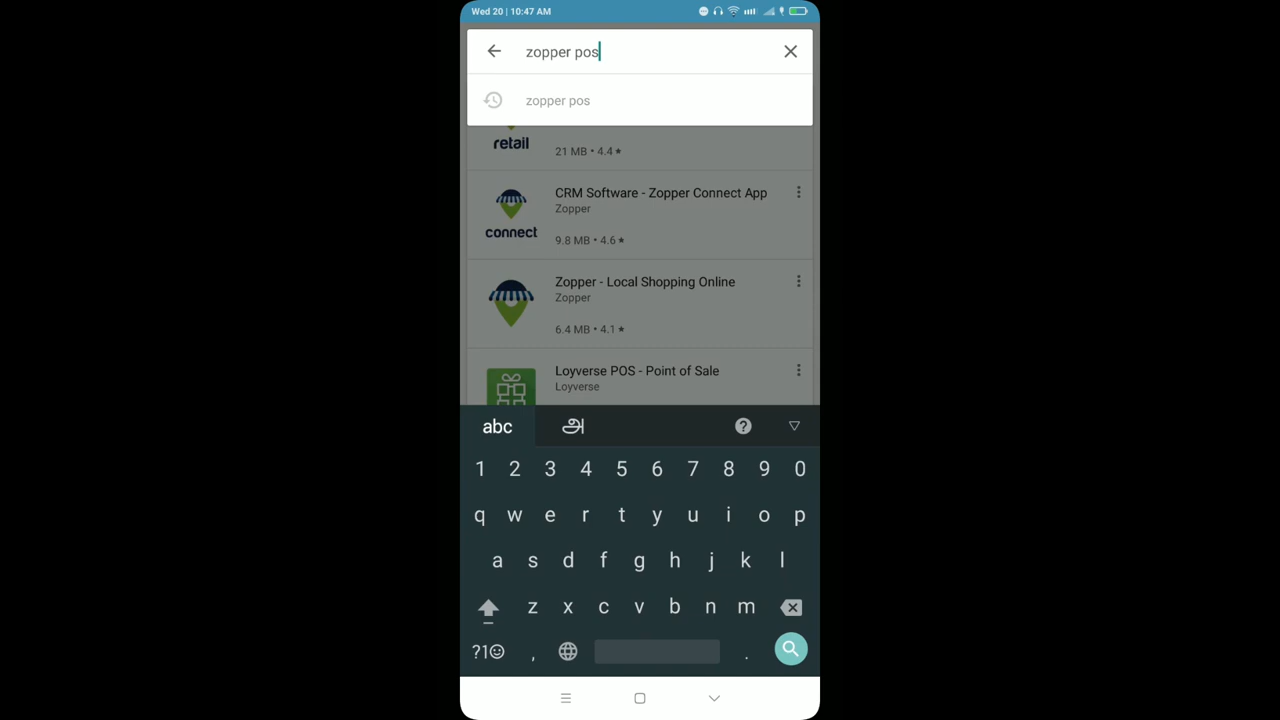 Wed 20 | 10:47 AM
zopper pos
zopper pos
retail
21 MB • 4.4 ★
CRM Software - Zopper Connect App
Zopper
connect
9.8 MB • 4.6 ★
Zopper - Local Shopping Online
Zopper
6.4 MB • 4.1 ★
Loyverse POS - Point of Sale
Loyverse
abc அ
1 2 3 4 5 6 7 8 9 0
q w e r t y u i o p
a s d f g h j k l
z x c v b n m
?1☺ , .